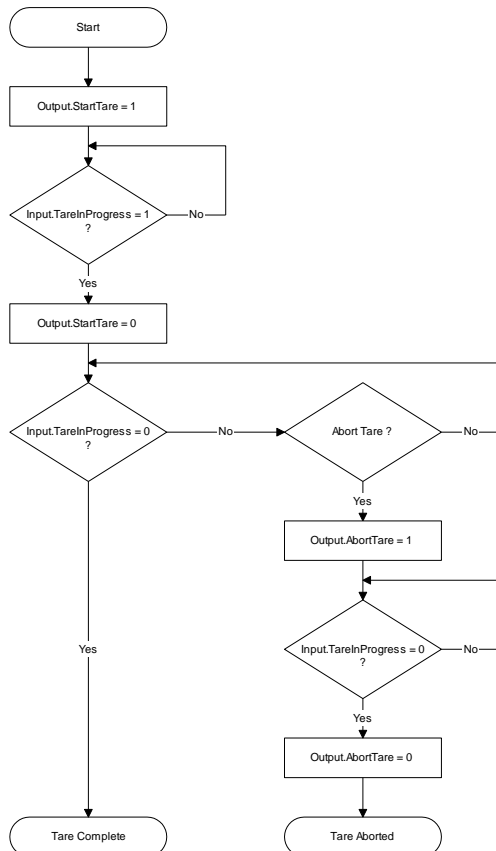 Start
Output.StartTare = 1
Input.TareInProgress = 1
?
No
Yes
Output.StartTare = 0
Input.TareInProgress = 0
?
No
Abort Tare ?
No
Yes
Output.AbortTare = 1
Input.TareInProgress = 0
?
No
Yes
Yes
Output.AbortTare = 0
Tare Complete
Tare Aborted